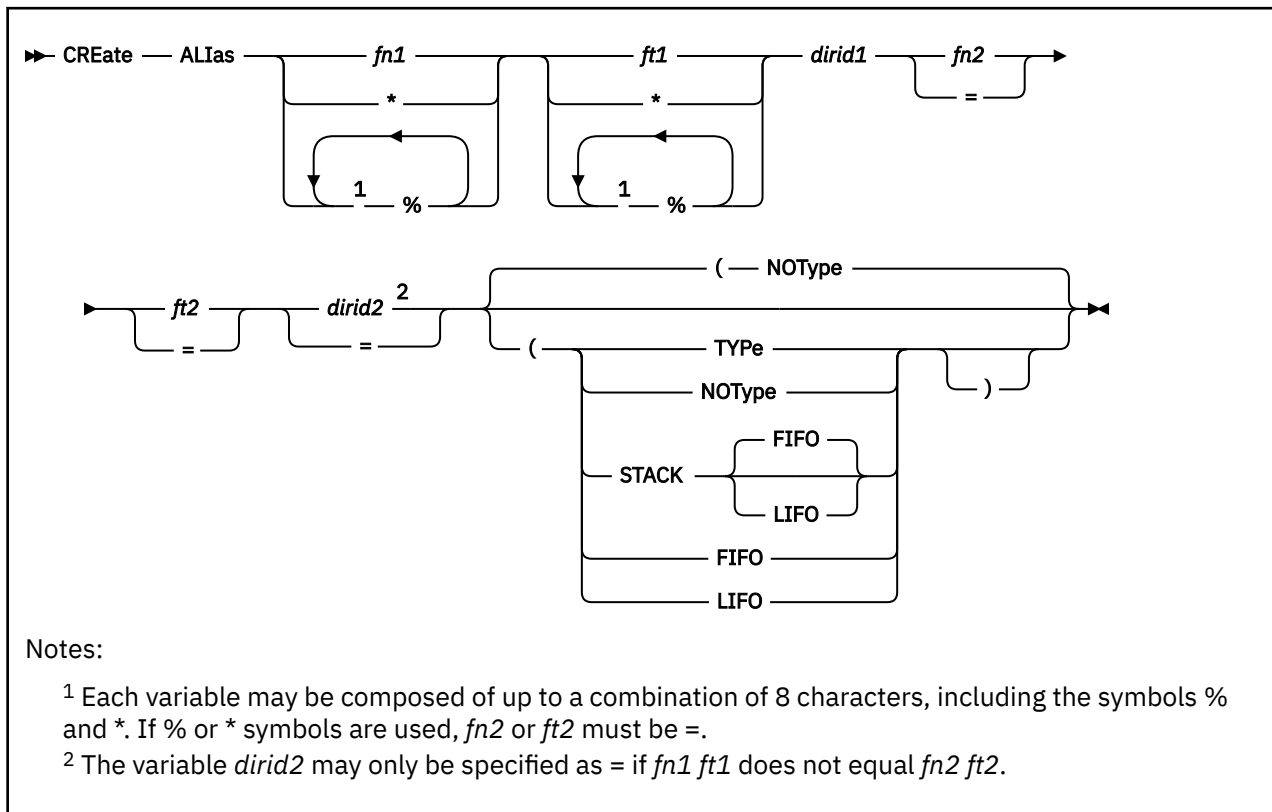 CREate ALIas fn1 ft1 dirid1 fn2
* * =
1 % 1 %
( NOType
ft2 dirid2 2
= = ( TYPe
NOType )
FIFO
STACK
LIFO
FIFO
LIFO
Notes:
1 Each variable may be composed of up to a combination of 8 characters, including the symbols %
and *. If % or * symbols are used, fn2 or ft2 must be =.
2 The variable dirid2 may only be specified as = if fn1 ft1 does not equal fn2 ft2.